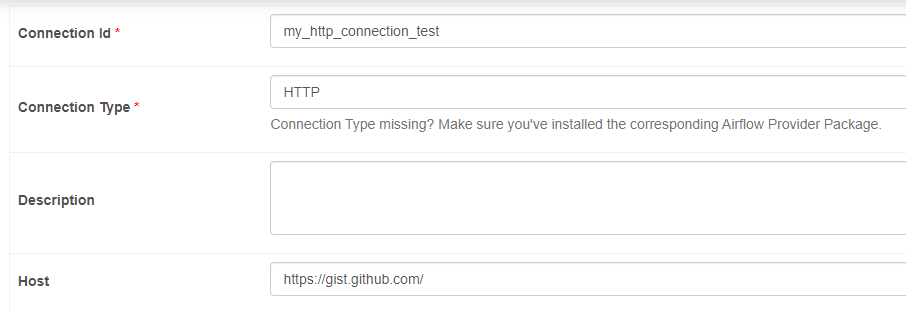 Connection Id *
my_http_connection_test
Connection Type *
HTTP
Connection Type missing? Make sure you've installed the corresponding Airflow Provider Package.
Description
Host
https://gist.github.com/